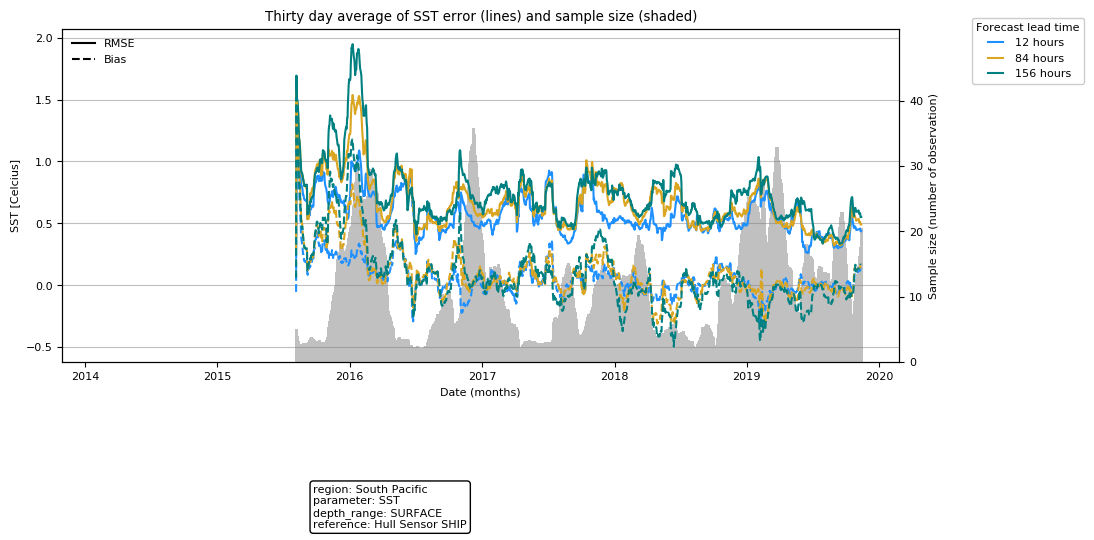 Thirty day average of SST error (lines) and sample size (shaded)
RMSE
Bias
Forecast lead time
12 hours
84 hours
156 hours
SST [Celcius]
2.0
1.5
1.0
0.5
0.0
−0.5
Sample size (number of observation)
40
30
20
10
0
2014 2015 2016 2017 2018 2019 2020
Date (months)
region: South Pacific
parameter: SST
depth_range: SURFACE
reference: Hull Sensor SHIP